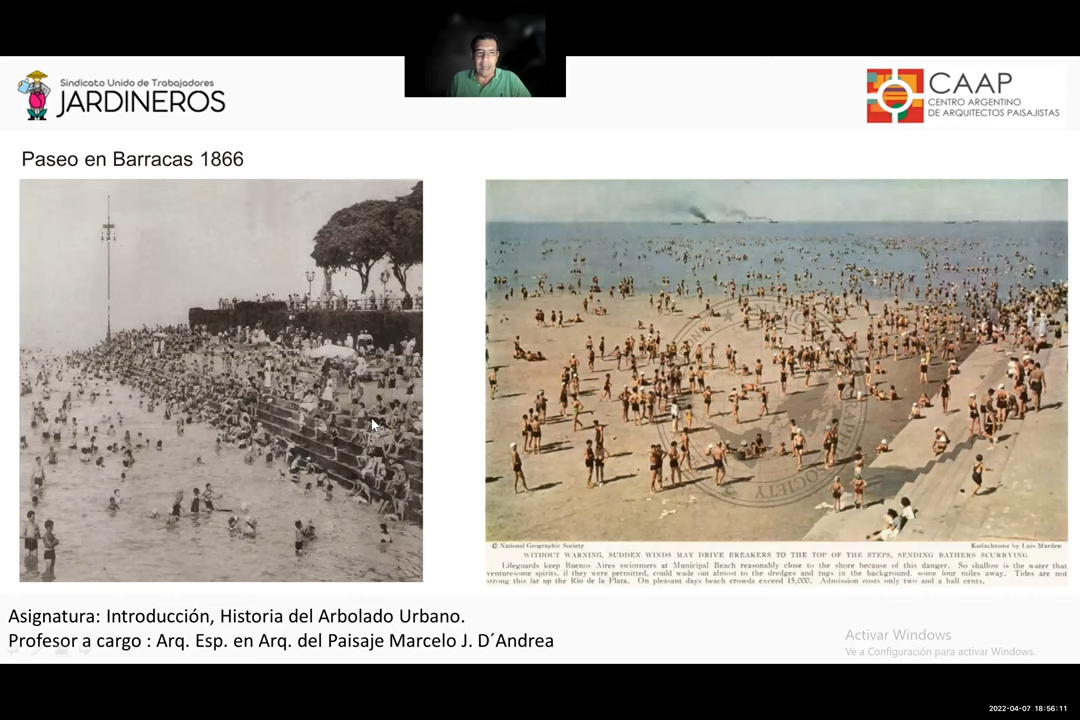 Sindicato Unido de Trabajadores
JARDINEROS
CAAP
CENTRO ARGENTINO
DE ARQUITECTOS PAISAJISTAS
Paseo en Barracas 1866
© National Geographic Society
Kodachrome by Luis Marden
WITHOUT WARNING, SUDDEN WINDS MAY DRIVE BREAKERS TO THE TOP OF THE STEPS, SENDING BATHERS SCURRYING
Lifeguards keep Buenos Aires swimmers at Municipal Beach reasonably close to the shore because of this danger. So shallow is the water that
venturesome spirits, if they were permitted, could wade out almost to the dredges and tugs in the background, some four miles away. Tides are not
strong this far up the Rio de la Plata. On pleasant days beach crowds exceed 15,000. Admission costs only two and a half cents.
Asignatura: Introducción, Historia del Arbolado Urbano.
Profesor a cargo : Arq. Esp. en Arq. del Paisaje Marcelo J. D´Andrea
Activar Windows
Ve a Configuración para activar Windows.
2022-04-07 18:56:11